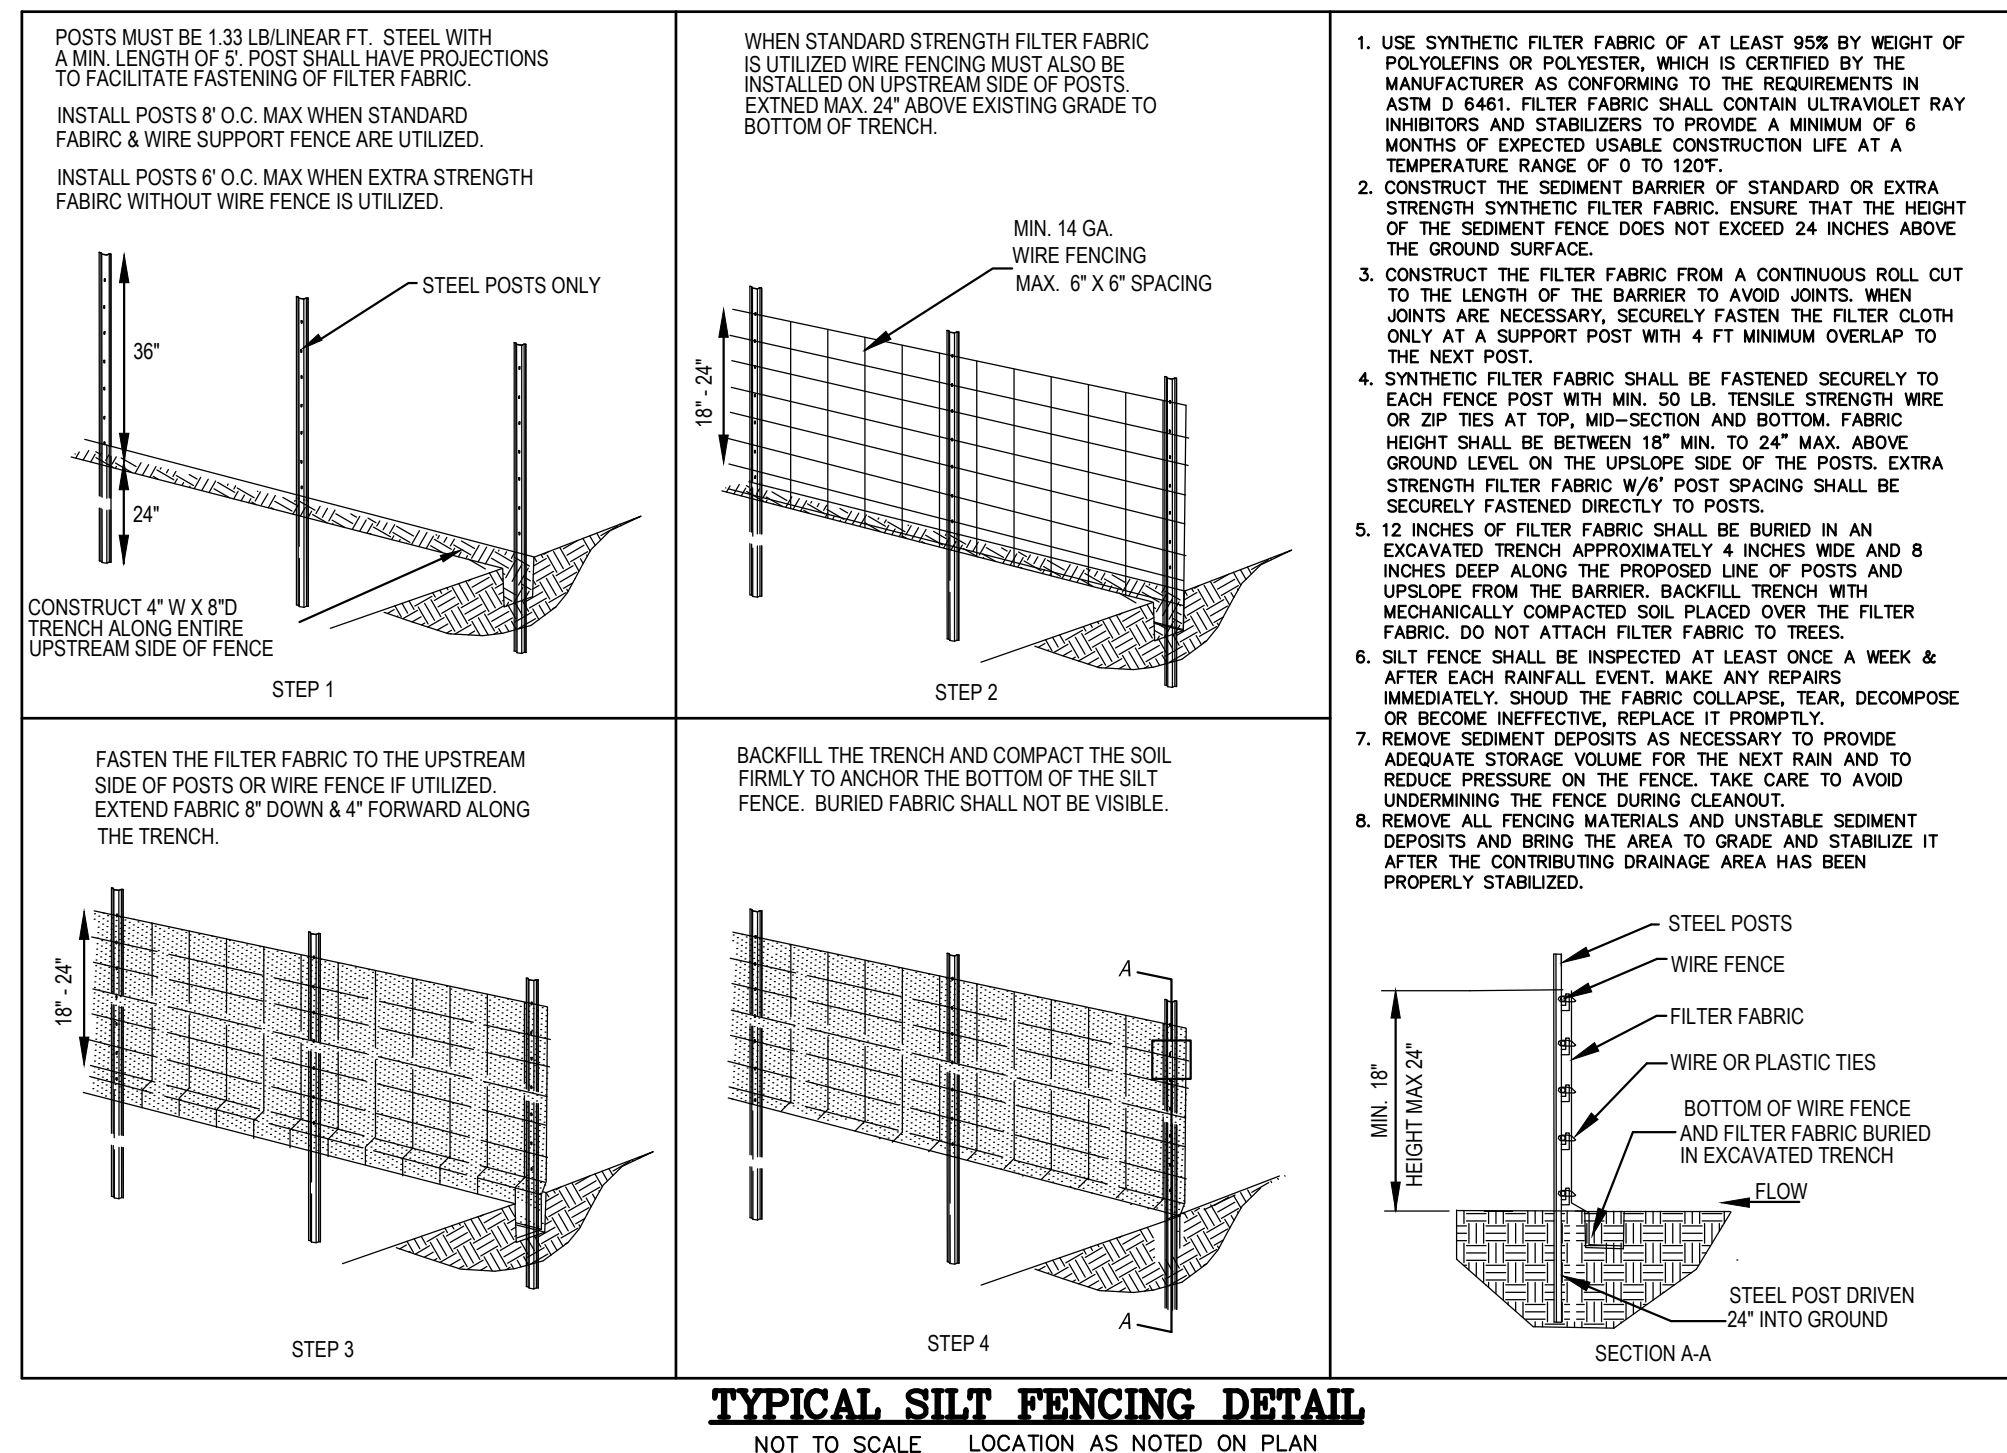 POSTS MUST BE 1.33 LB/LINEAR FT. STEEL WITH
A MIN. LENGTH OF 5'. POST SHALL HAVE PROJECTIONS
TO FACILITATE FASTENING OF FILTER FABRIC.
INSTALL POSTS 8' O.C. MAX WHEN STANDARD
FABIRC & WIRE SUPPORT FENCE ARE UTILIZED.
INSTALL POSTS 6' O.C. MAX WHEN EXTRA STRENGTH
FABIRC WITHOUT WIRE FENCE IS UTILIZED.
STEEL POSTS ONLY
36"
24"
CONSTRUCT 4" W X 8"D
TRENCH ALONG ENTIRE
UPSTREAM SIDE OF FENCE
STEP 1
WHEN STANDARD STRENGTH FILTER FABRIC
IS UTILIZED WIRE FENCING MUST ALSO BE
INSTALLED ON UPSTREAM SIDE OF POSTS.
EXTNED MAX. 24" ABOVE EXISTING GRADE TO
BOTTOM OF TRENCH.
MIN. 14 GA.
WIRE FENCING
MAX. 6" X 6" SPACING
18" - 24"
STEP 2
FASTEN THE FILTER FABRIC TO THE UPSTREAM
SIDE OF POSTS OR WIRE FENCE IF UTILIZED.
EXTEND FABRIC 8" DOWN & 4" FORWARD ALONG
THE TRENCH.
18" - 24"
STEP 3
BACKFILL THE TRENCH AND COMPACT THE SOIL
FIRMLY TO ANCHOR THE BOTTOM OF THE SILT
FENCE. BURIED FABRIC SHALL NOT BE VISIBLE.
A
A
STEP 4
1. USE SYNTHETIC FILTER FABRIC OF AT LEAST 95% BY WEIGHT OF
POLYOLEFINS OR POLYESTER, WHICH IS CERTIFIED BY THE
MANUFACTURER AS CONFORMING TO THE REQUIREMENTS IN
ASTM D 6461. FILTER FABRIC SHALL CONTAIN ULTRAVIOLET RAY
INHIBITORS AND STABILIZERS TO PROVIDE A MINIMUM OF 6
MONTHS OF EXPECTED USABLE CONSTRUCTION LIFE AT A
TEMPERATURE RANGE OF 0 TO 120°F.
2. CONSTRUCT THE SEDIMENT BARRIER OF STANDARD OR EXTRA
STRENGTH SYNTHETIC FILTER FABRIC. ENSURE THAT THE HEIGHT
OF THE SEDIMENT FENCE DOES NOT EXCEED 24 INCHES ABOVE
THE GROUND SURFACE.
3. CONSTRUCT THE FILTER FABRIC FROM A CONTINUOUS ROLL CUT
TO THE LENGTH OF THE BARRIER TO AVOID JOINTS. WHEN
JOINTS ARE NECESSARY, SECURELY FASTEN THE FILTER CLOTH
ONLY AT A SUPPORT POST WITH 4 FT MINIMUM OVERLAP TO
THE NEXT POST.
4. SYNTHETIC FILTER FABRIC SHALL BE FASTENED SECURELY TO
EACH FENCE POST WITH MIN. 50 LB. TENSILE STRENGTH WIRE
OR ZIP TIES AT TOP, MID-SECTION AND BOTTOM. FABRIC
HEIGHT SHALL BE BETWEEN 18" MIN. TO 24" MAX. ABOVE
GROUND LEVEL ON THE UPSLOPE SIDE OF THE POSTS. EXTRA
STRENGTH FILTER FABRIC W/6' POST SPACING SHALL BE
SECURELY FASTENED DIRECTLY TO POSTS.
5. 12 INCHES OF FILTER FABRIC SHALL BE BURIED IN AN
EXCAVATED TRENCH APPROXIMATELY 4 INCHES WIDE AND 8
INCHES DEEP ALONG THE PROPOSED LINE OF POSTS AND
UPSLOPE FROM THE BARRIER. BACKFILL TRENCH WITH
MECHANICALLY COMPACTED SOIL PLACED OVER THE FILTER
FABRIC. DO NOT ATTACH FILTER FABRIC TO TREES.
6. SILT FENCE SHALL BE INSPECTED AT LEAST ONCE A WEEK &
AFTER EACH RAINFALL EVENT. MAKE ANY REPAIRS
IMMEDIATELY. SHOUD THE FABRIC COLLAPSE, TEAR, DECOMPOSE
OR BECOME INEFFECTIVE, REPLACE IT PROMPTLY.
7. REMOVE SEDIMENT DEPOSITS AS NECESSARY TO PROVIDE
ADEQUATE STORAGE VOLUME FOR THE NEXT RAIN AND TO
REDUCE PRESSURE ON THE FENCE. TAKE CARE TO AVOID
UNDERMINING THE FENCE DURING CLEANOUT.
8. REMOVE ALL FENCING MATERIALS AND UNSTABLE SEDIMENT
DEPOSITS AND BRING THE AREA TO GRADE AND STABILIZE IT
AFTER THE CONTRIBUTING DRAINAGE AREA HAS BEEN
PROPERLY STABILIZED.
STEEL POSTS
WIRE FENCE
FILTER FABRIC
WIRE OR PLASTIC TIES
BOTTOM OF WIRE FENCE
AND FILTER FABRIC BURIED
IN EXCAVATED TRENCH
FLOW
MIN. 18"
HEIGHT MAX 24"
STEEL POST DRIVEN
24" INTO GROUND
SECTION A-A
TYPICAL SILT FENCING DETAIL
NOT TO SCALE LOCATION AS NOTED ON PLAN